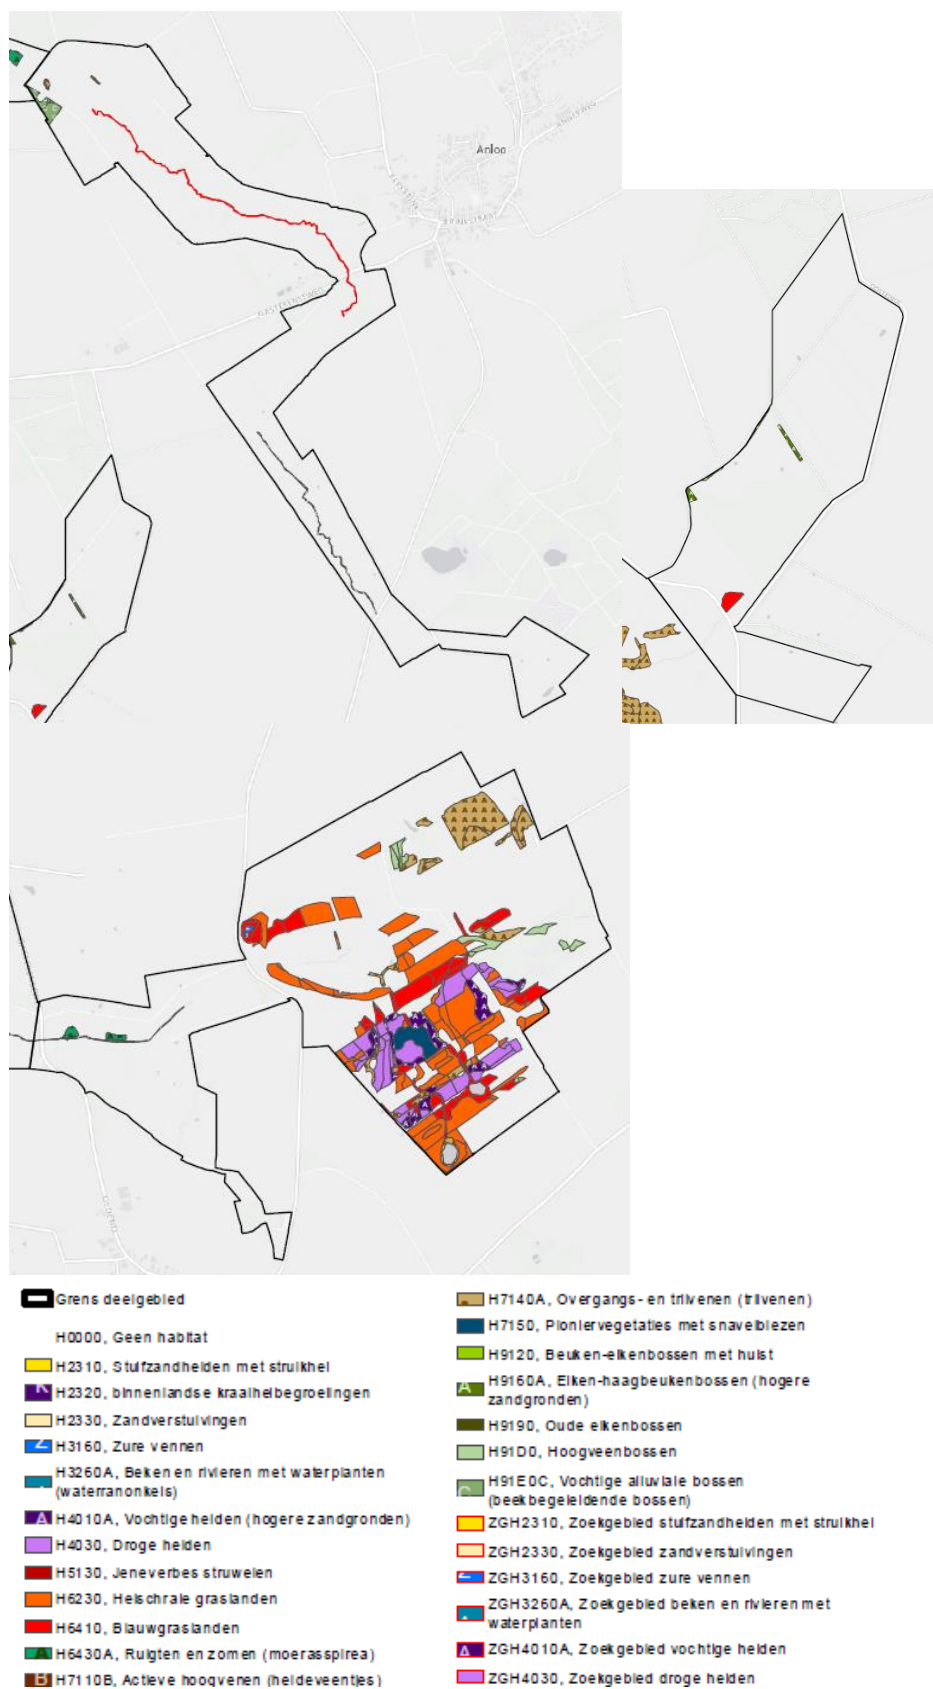 Anloo
GASTERENSEWEG
Grens deelgebied
H0000, Geen habitat
H2310, Stuifzandheiden met struikhei
H2320, binnenlandse kraaiheibegroeiingen
H2330, Zandverstuivingen
H3160, Zure vennen
H3260A, Beken en rivieren met waterplanten
(waterranonkels)
H4010A, Vochtige heiden (hogere zandgronden)
H4030, Droge heiden
H5130, Jeneverbes struwelen
H6230, Heischrale graslanden
H6410, Blauwgraslanden
H6430A, Ruigten en zomen (moerasspirea)
H7110B, Actieve hoogvenen (heideveentjes)
H7140A, Overgangs- en trilvenen (trilvenen)
H7150, Pioniervegetaties met snavelbiezen
H9120, Beuken-eikenbossen met hulst
H9160A, Eiken-haagbeukenbossen (hogere
zandgronden)
H9190, Oude eikenbossen
H91D0, Hoogveenbossen
H91E0C, Vochtige alluviale bossen
(beekbegeleidende bossen)
ZGH2310, Zoekgebied stuifzandheiden met struikhei
ZGH2330, Zoekgebied zandverstuivingen
ZGH3160, Zoekgebied zure vennen
ZGH3260A, Zoekgebied beken en rivieren met
waterplanten
ZGH4010A, Zoekgebied vochtige heiden
ZGH4030, Zoekgebied droge heiden